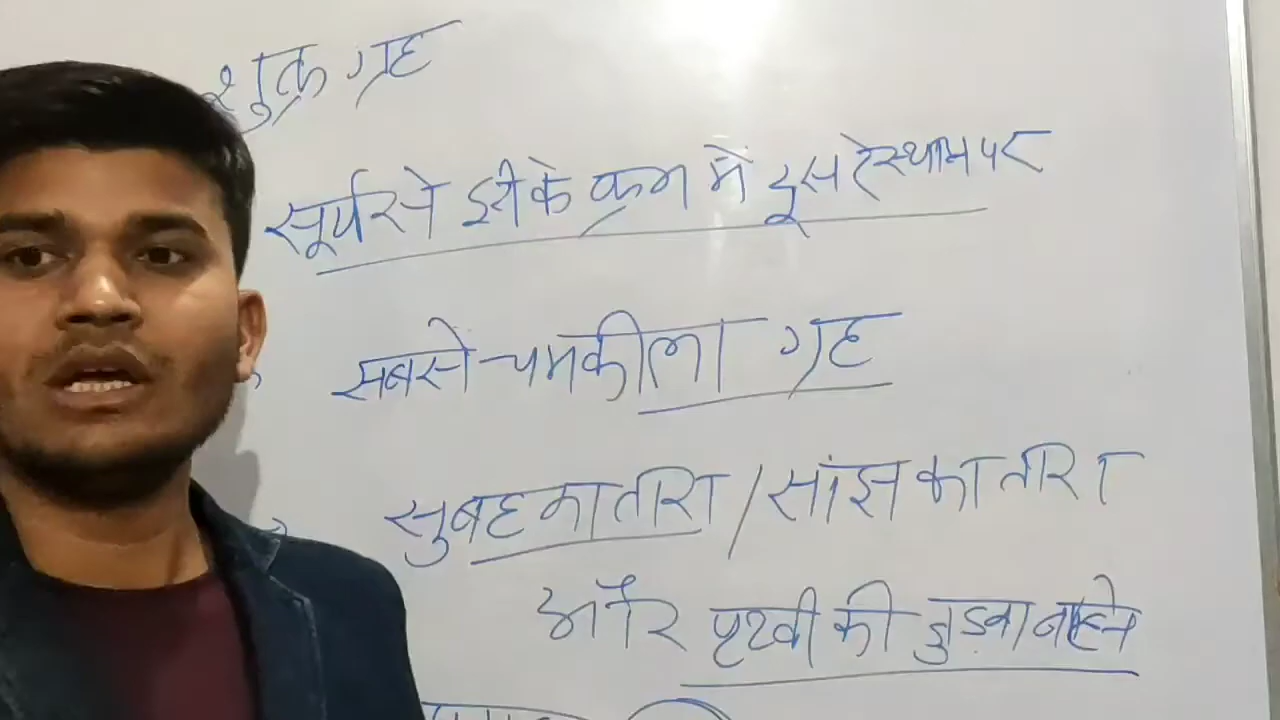 शुक्र ग्रह
सूर्य से दूरी के क्रम में दूसरे स्थान पर
सबसे चमकीला ग्रह
सुबह का तारा / सांझ का तारा
और पृथ्वी की जुड़वा बहन